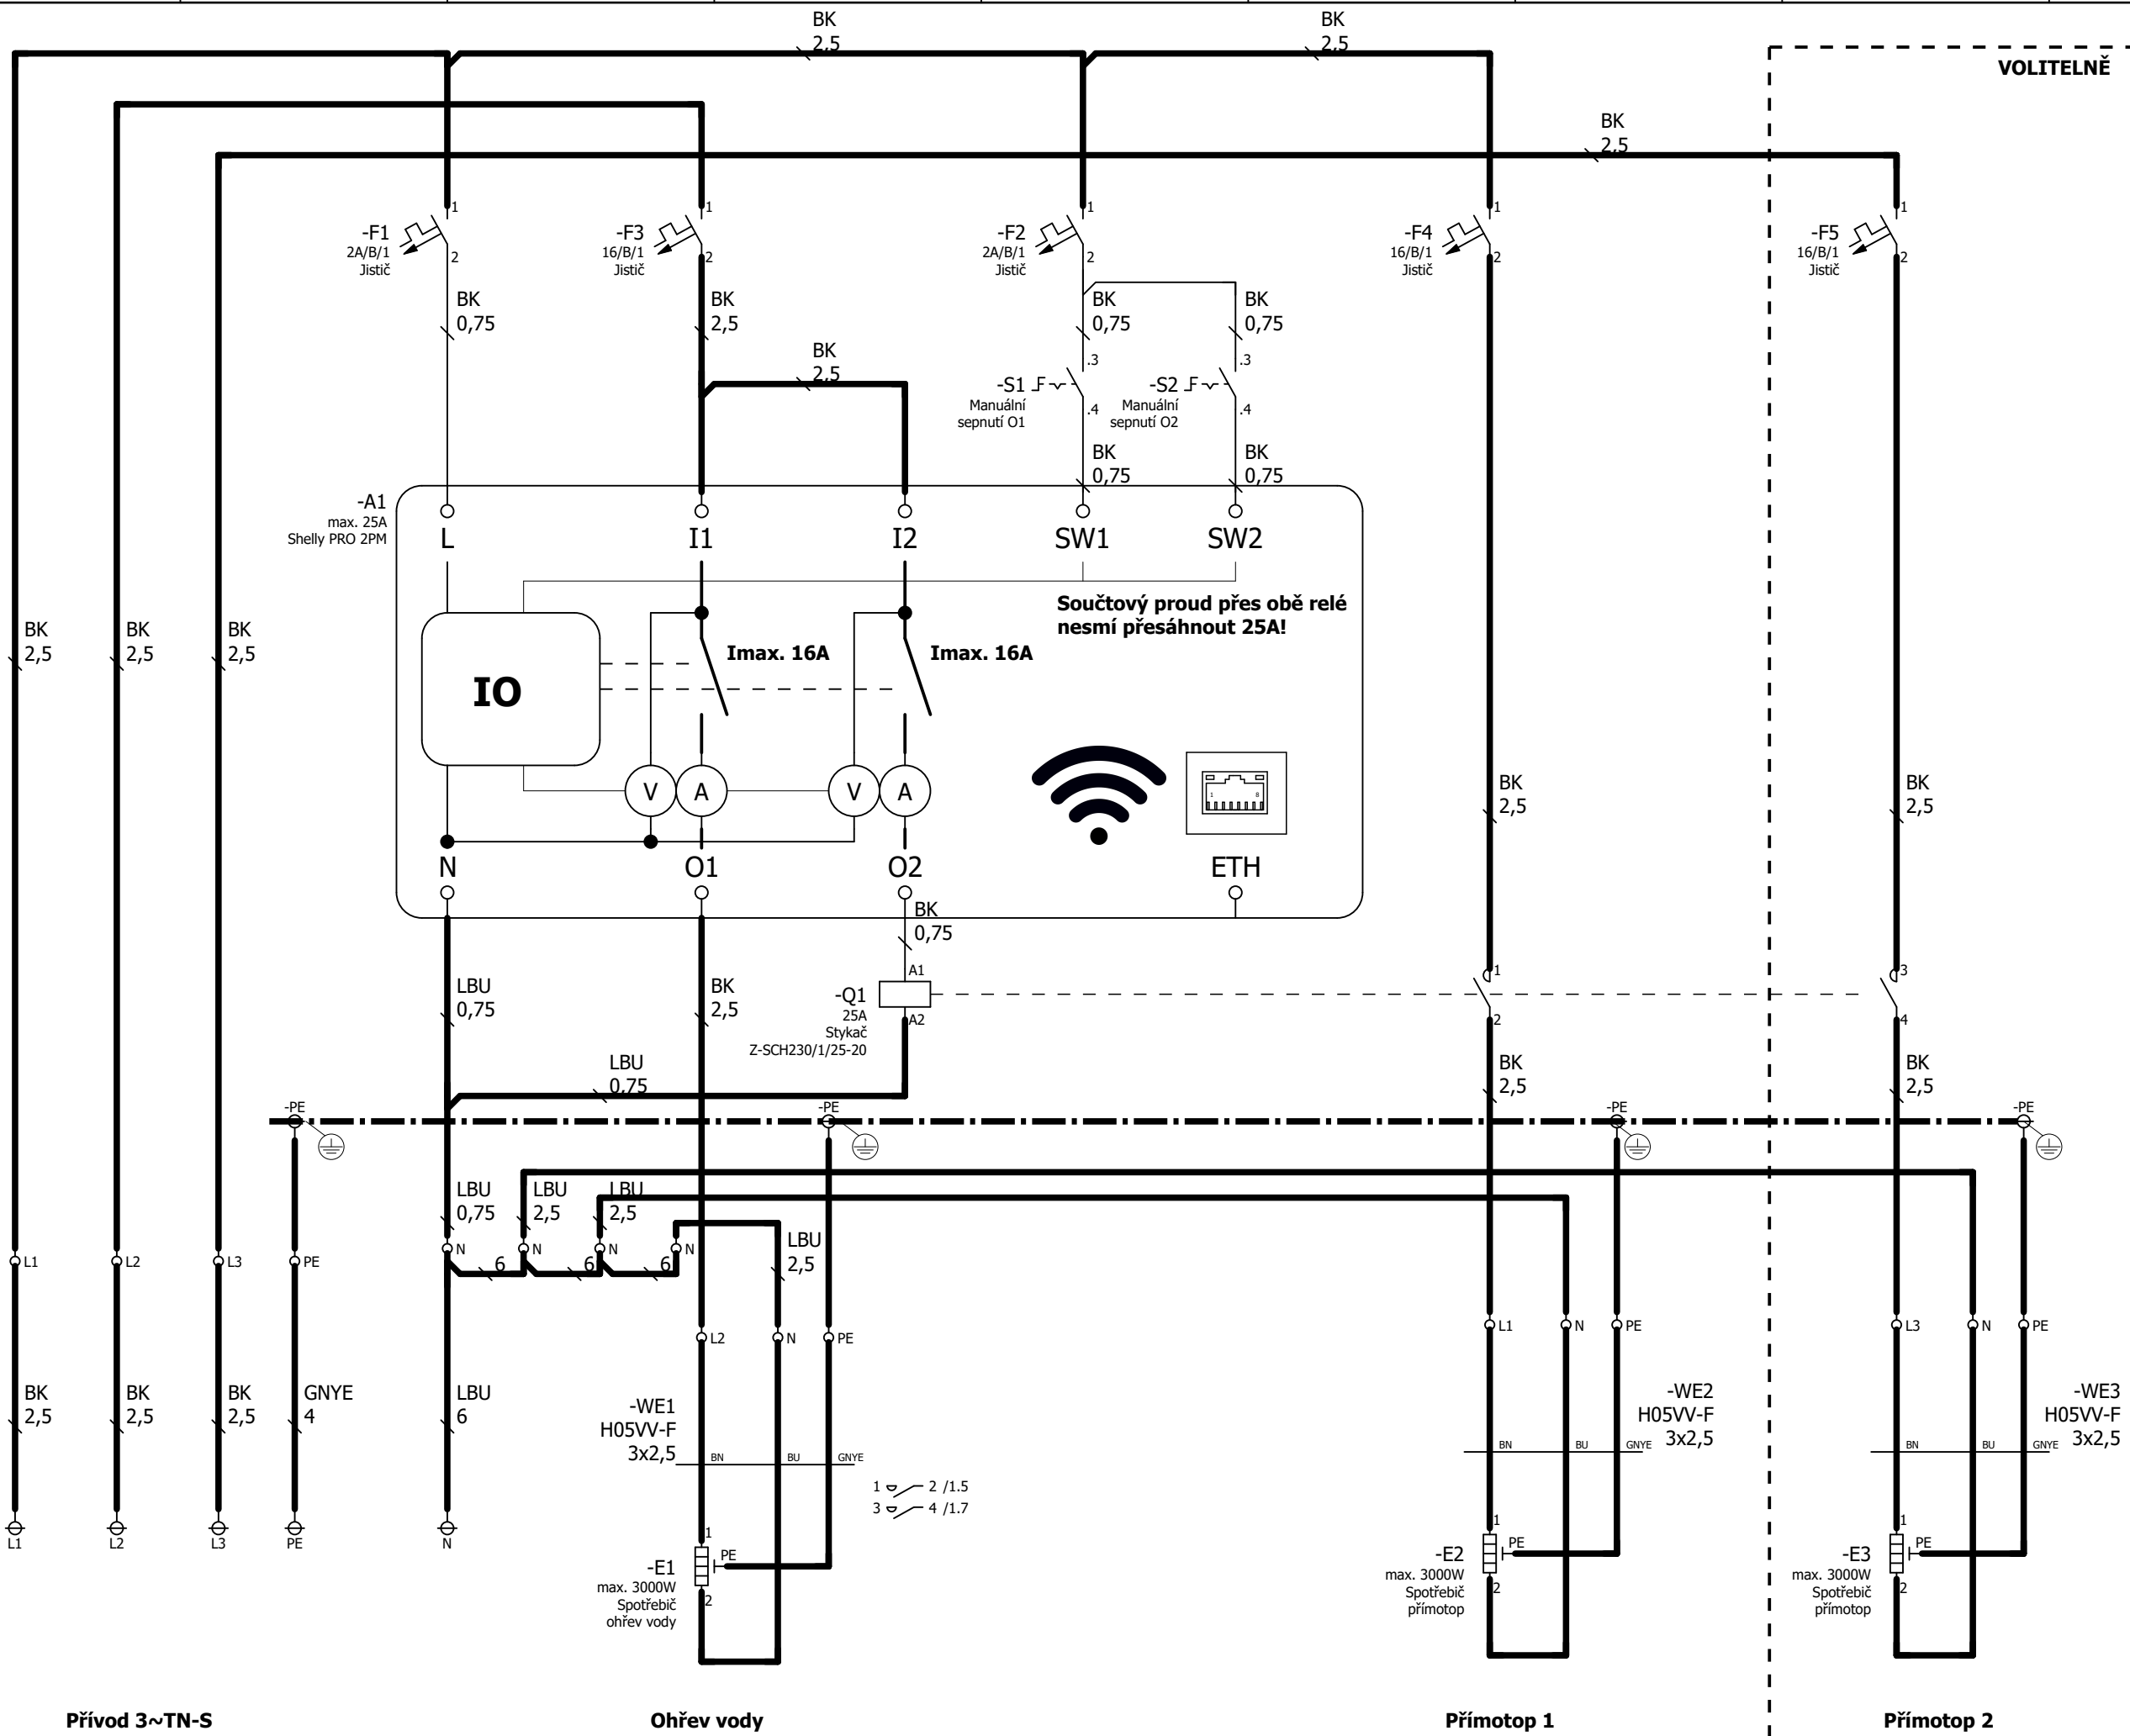 BK
2,5
BK
2,5
VOLITELNĚ
BK
2,5
-F1
2A/B/1
Jistič
1
2
-F3
16/B/1
Jistič
1
2
-F2
2A/B/1
Jistič
1
2
-F4
16/B/1
Jistič
1
2
-F5
16/B/1
Jistič
1
2
BK
0,75
BK
2,5
BK
0,75
BK
0,75
BK
2,5
-S1
Manuální
sepnutí O1
.3
.4
-S2
Manuální
sepnutí O2
.3
.4
BK
0,75
BK
0,75
-A1
max. 25A
Shelly PRO 2PM
L
I1
I2
SW1
SW2
Součtový proud přes obě relé
nesmí přesáhnout 25A!
BK
2,5
BK
2,5
BK
2,5
Imax. 16A
Imax. 16A
IO
V
A
V
A
1
8
BK
2,5
BK
2,5
N
O1
O2
ETH
BK
0,75
LBU
0,75
BK
2,5
-Q1
25A
Stykač
Z-SCH230/1/25-20
A1
A2
1
2
3
4
LBU
0,75
BK
2,5
BK
2,5
-PE
-PE
-PE
-PE
LBU
0,75
LBU
2,5
LBU
2,5
LBU
2,5
N
N
N
N
6
6
6
L1
L2
L3
PE
L2
N
PE
L1
N
PE
L3
N
PE
BK
2,5
BK
2,5
BK
2,5
GNYE
4
LBU
6
-WE1
H05VV-F
3x2,5
BN
BU
GNYE
-WE2
H05VV-F
3x2,5
BN
BU
GNYE
-WE3
H05VV-F
3x2,5
BN
BU
GNYE
1 2 /1.5
3 4 /1.7
L1
L2
L3
PE
N
-E1
max. 3000W
Spotřebič
ohřev vody
1
2
PE
-E2
max. 3000W
Spotřebič
přímotop
1
2
PE
-E3
max. 3000W
Spotřebič
přímotop
1
2
PE
Přívod 3~TN-S
Ohřev vody
Přímotop 1
Přímotop 2